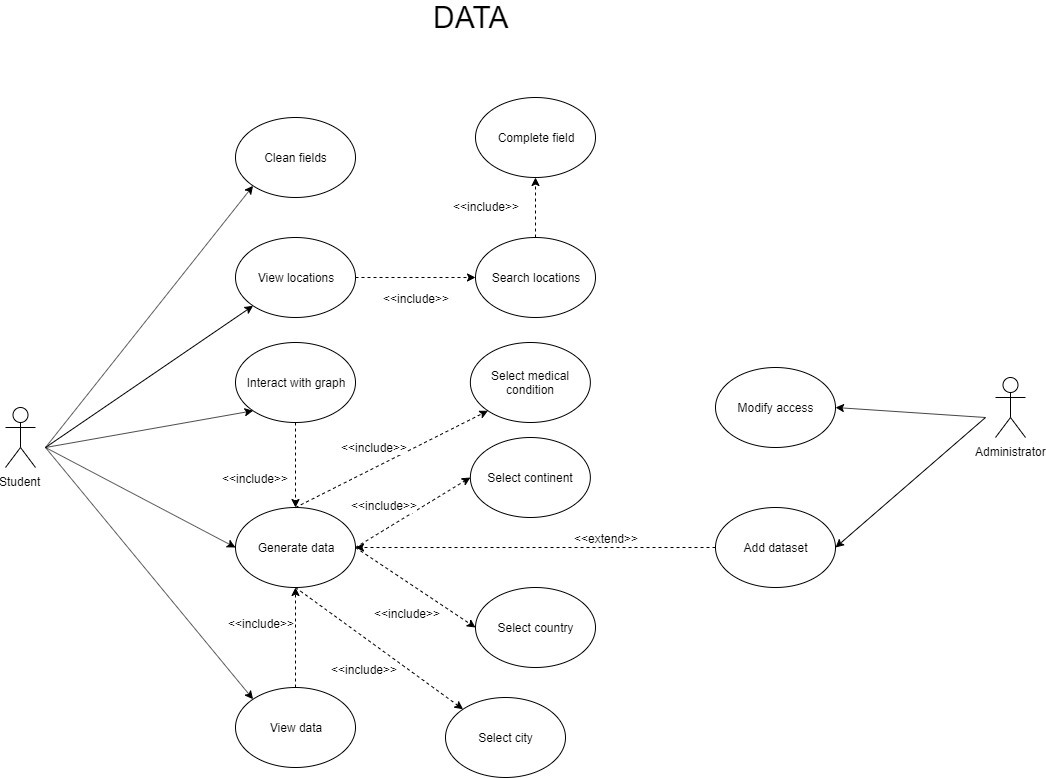 DATA
Complete field
Clean fields
<<include>>
View locations
Search locations
<<include>>
Select medical
condition
Interact with graph
Modify access
<<include>>
Administrator
Student
<<include>>
Select continent
<<include>>
<<extend>>
Generate data
Add dataset
<<include>>
<<include>>
Select country
<<include>>
View data
Select city